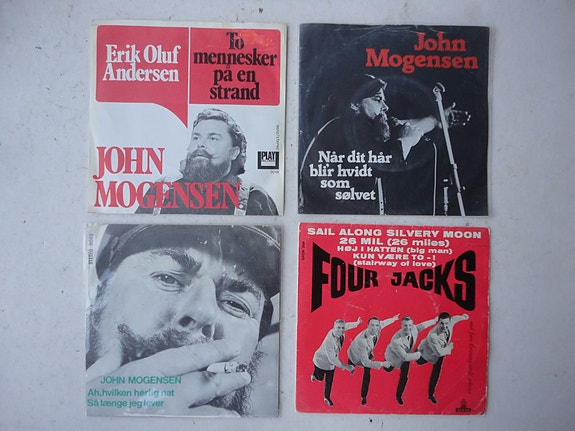 Erik Oluf
Andersen
To
mennesker
på en
strand
JOHN
MOGENSEN
PLAY
John
Mogensen
Når dit hår
bli'r hvidt
som
sølvet
JOHN MOGENSEN
Ah, hvilken herlig nat
Så længe jeg lever
SAIL ALONG SILVERY MOON
26 MIL (26 miles)
HØJ I HATTEN (big man)
KUN VÆRE TO - 1
(stairway of love)
FOUR JACKS